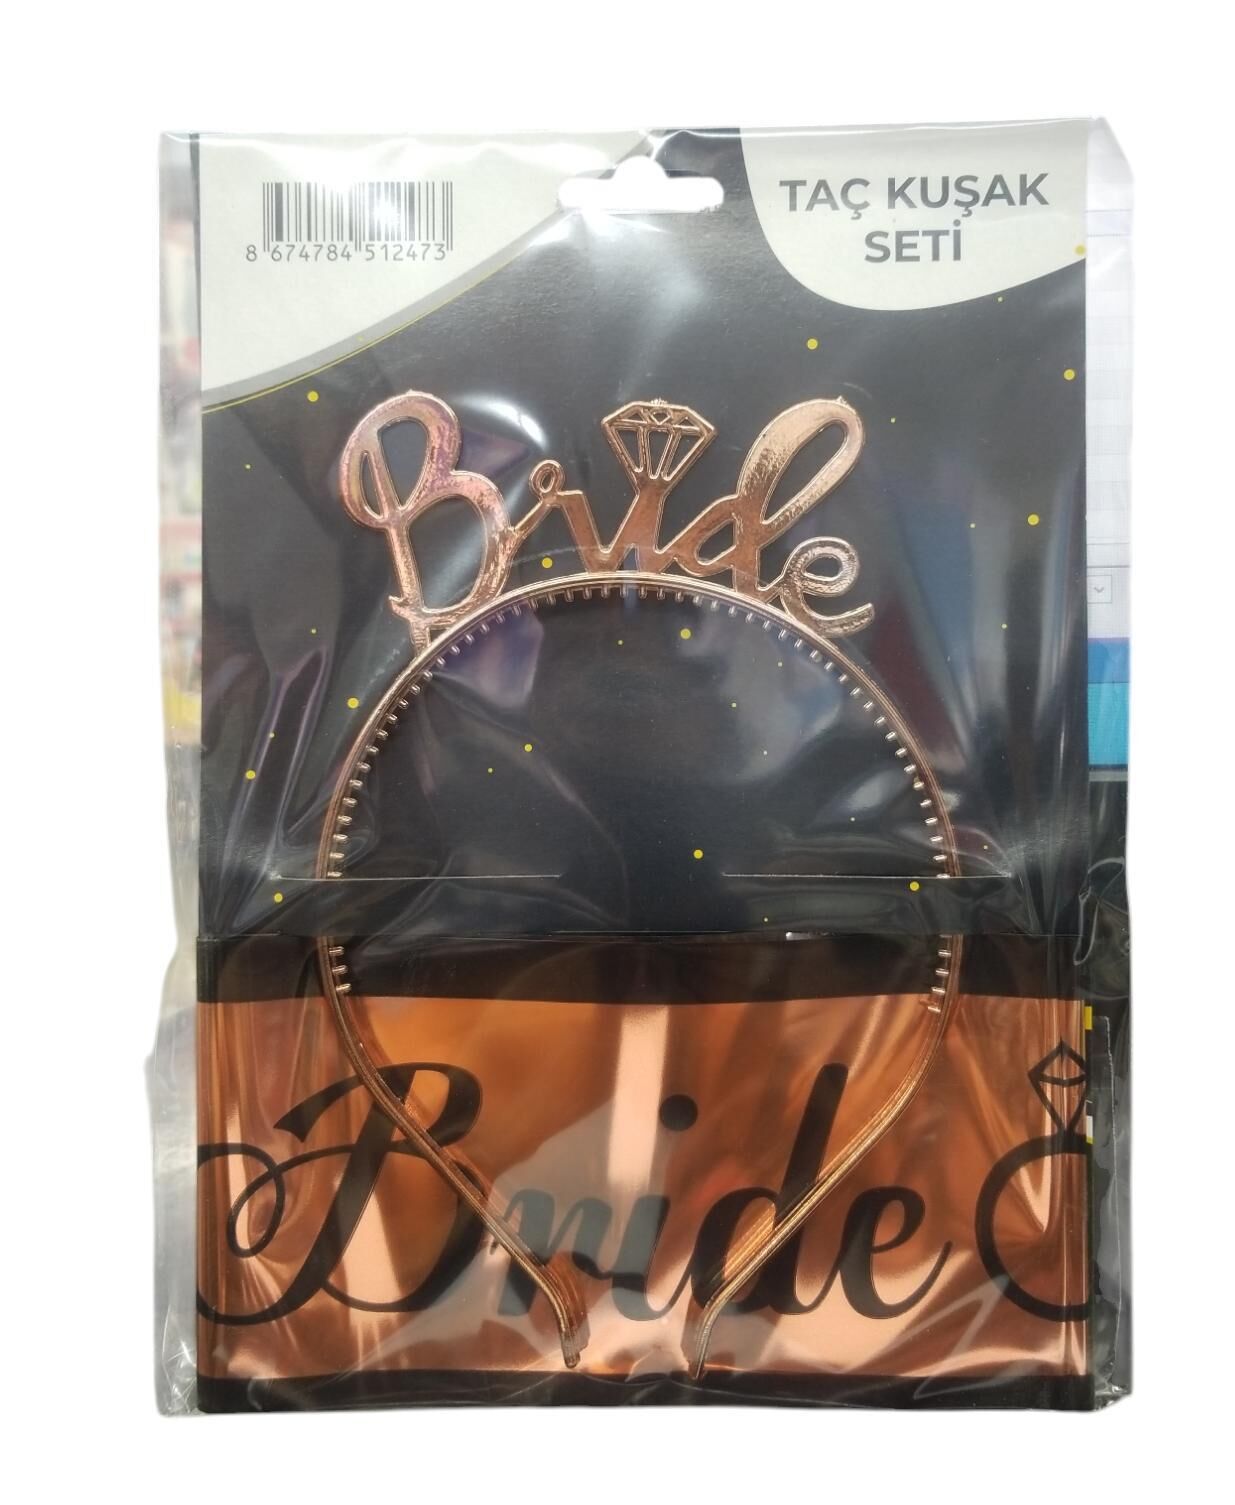 8 674784 512473
TAÇ KUŞAK
SETİ
Bride
Bride